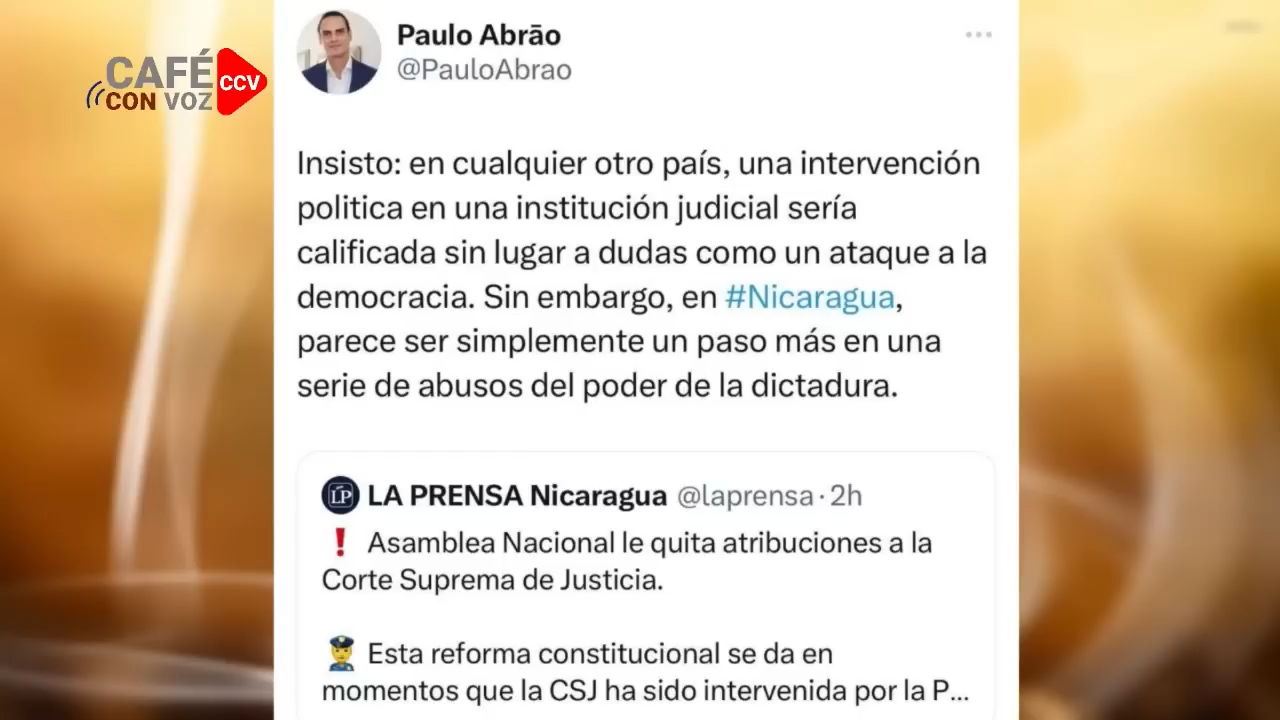 CAFÉ
CON VOZ
CCV
Paulo Abrão
@PauloAbrao
Insisto: en cualquier otro país, una intervención
politica en una institución judicial sería
calificada sin lugar a dudas como un ataque a la
democracia. Sin embargo, en #Nicaragua,
parece ser simplemente un paso más en una
serie de abusos del poder de la dictadura.
LP
LA PRENSA Nicaragua @laprensa · 2h
❗ Asamblea Nacional le quita atribuciones a la
Corte Suprema de Justicia.
👮 Esta reforma constitucional se da en
momentos que la CSJ ha sido intervenida por la P...